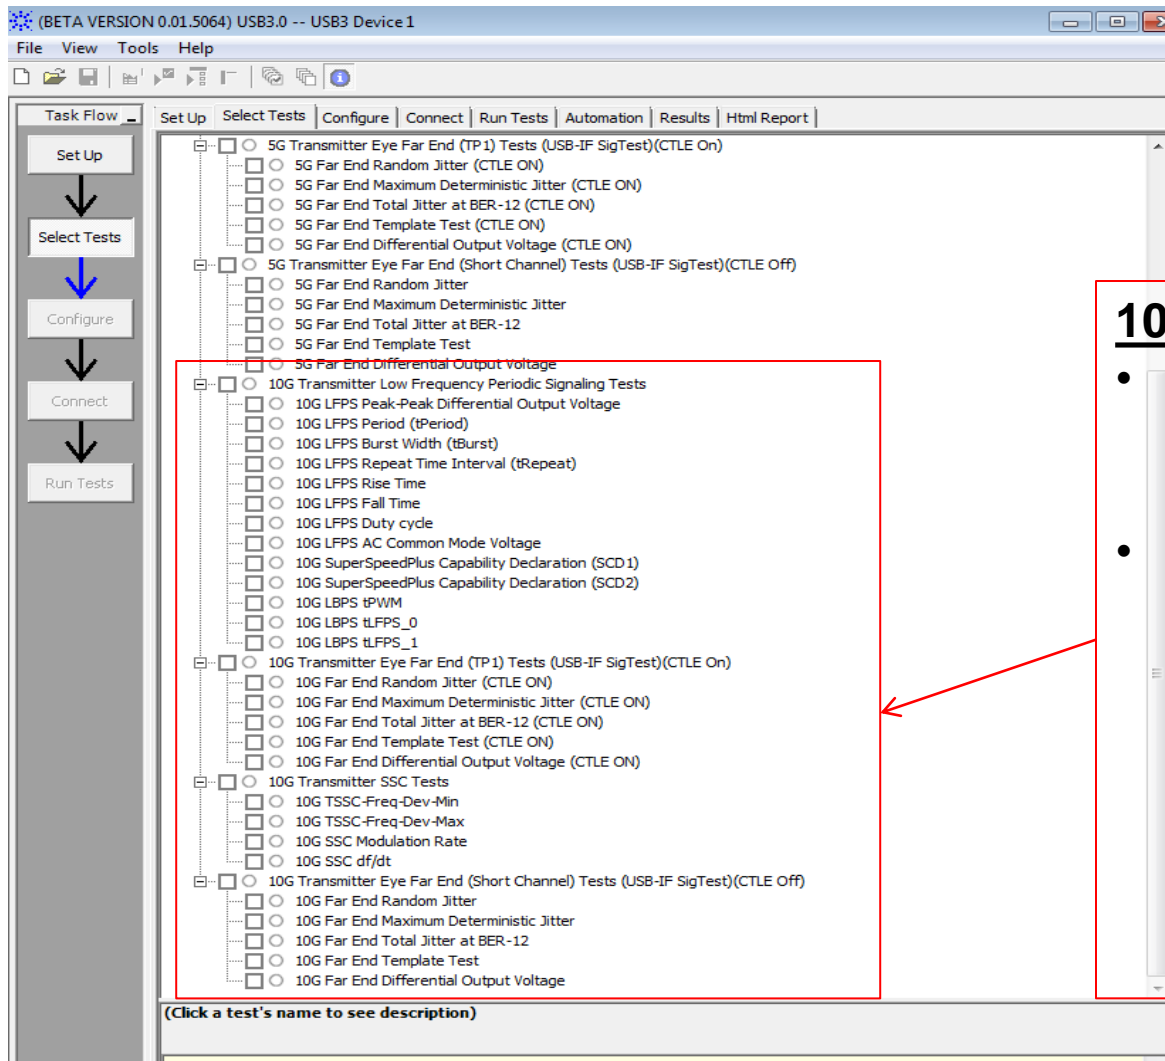 (BETA VERSION 0.01.5064) USB3.0 -- USB3 Device 1
File View Tools Help
Task Flow
Set Up
Select Tests
Configure
Connect
Run Tests
Set Up Select Tests Configure Connect Run Tests Automation Results Html Report
5G Transmitter Eye Far End (TP1) Tests (USB-IF SigTest)(CTLE On)
5G Far End Random Jitter (CTLE ON)
5G Far End Maximum Deterministic Jitter (CTLE ON)
5G Far End Total Jitter at BER-12 (CTLE ON)
5G Far End Template Test (CTLE ON)
5G Far End Differential Output Voltage (CTLE ON)
5G Transmitter Eye Far End (Short Channel) Tests (USB-IF SigTest)(CTLE Off)
5G Far End Random Jitter
5G Far End Maximum Deterministic Jitter
5G Far End Total Jitter at BER-12
5G Far End Template Test
5G Far End Differential Output Voltage
10G Transmitter Low Frequency Periodic Signaling Tests
10G LFPS Peak-Peak Differential Output Voltage
10G LFPS Period (tPeriod)
10G LFPS Burst Width (tBurst)
10G LFPS Repeat Time Interval (tRepeat)
10G LFPS Rise Time
10G LFPS Fall Time
10G LFPS Duty cycle
10G LFPS AC Common Mode Voltage
10G SuperSpeedPlus Capability Declaration (SCD1)
10G SuperSpeedPlus Capability Declaration (SCD2)
10G LBPS tPWM
10G LBPS tLFPS_0
10G LBPS tLFPS_1
10G Transmitter Eye Far End (TP1) Tests (USB-IF SigTest)(CTLE On)
10G Far End Random Jitter (CTLE ON)
10G Far End Maximum Deterministic Jitter (CTLE ON)
10G Far End Total Jitter at BER-12 (CTLE ON)
10G Far End Template Test (CTLE ON)
10G Far End Differential Output Voltage (CTLE ON)
10G Transmitter SSC Tests
10G TSSC-Freq-Dev-Min
10G TSSC-Freq-Dev-Max
10G SSC Modulation Rate
10G SSC df/dt
10G Transmitter Eye Far End (Short Channel) Tests (USB-IF SigTest)(CTLE Off)
10G Far End Random Jitter
10G Far End Maximum Deterministic Jitter
10G Far End Total Jitter at BER-12
10G Far End Template Test
10G Far End Differential Output Voltage
(Click a test's name to see description)
10